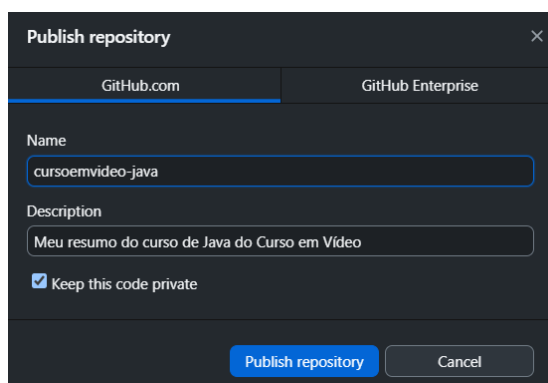 Publish repository
GitHub.com
GitHub Enterprise
Name
cursoemvideo-java
Description
Meu resumo do curso de Java do Curso em Vídeo
Keep this code private
Publish repository
Cancel